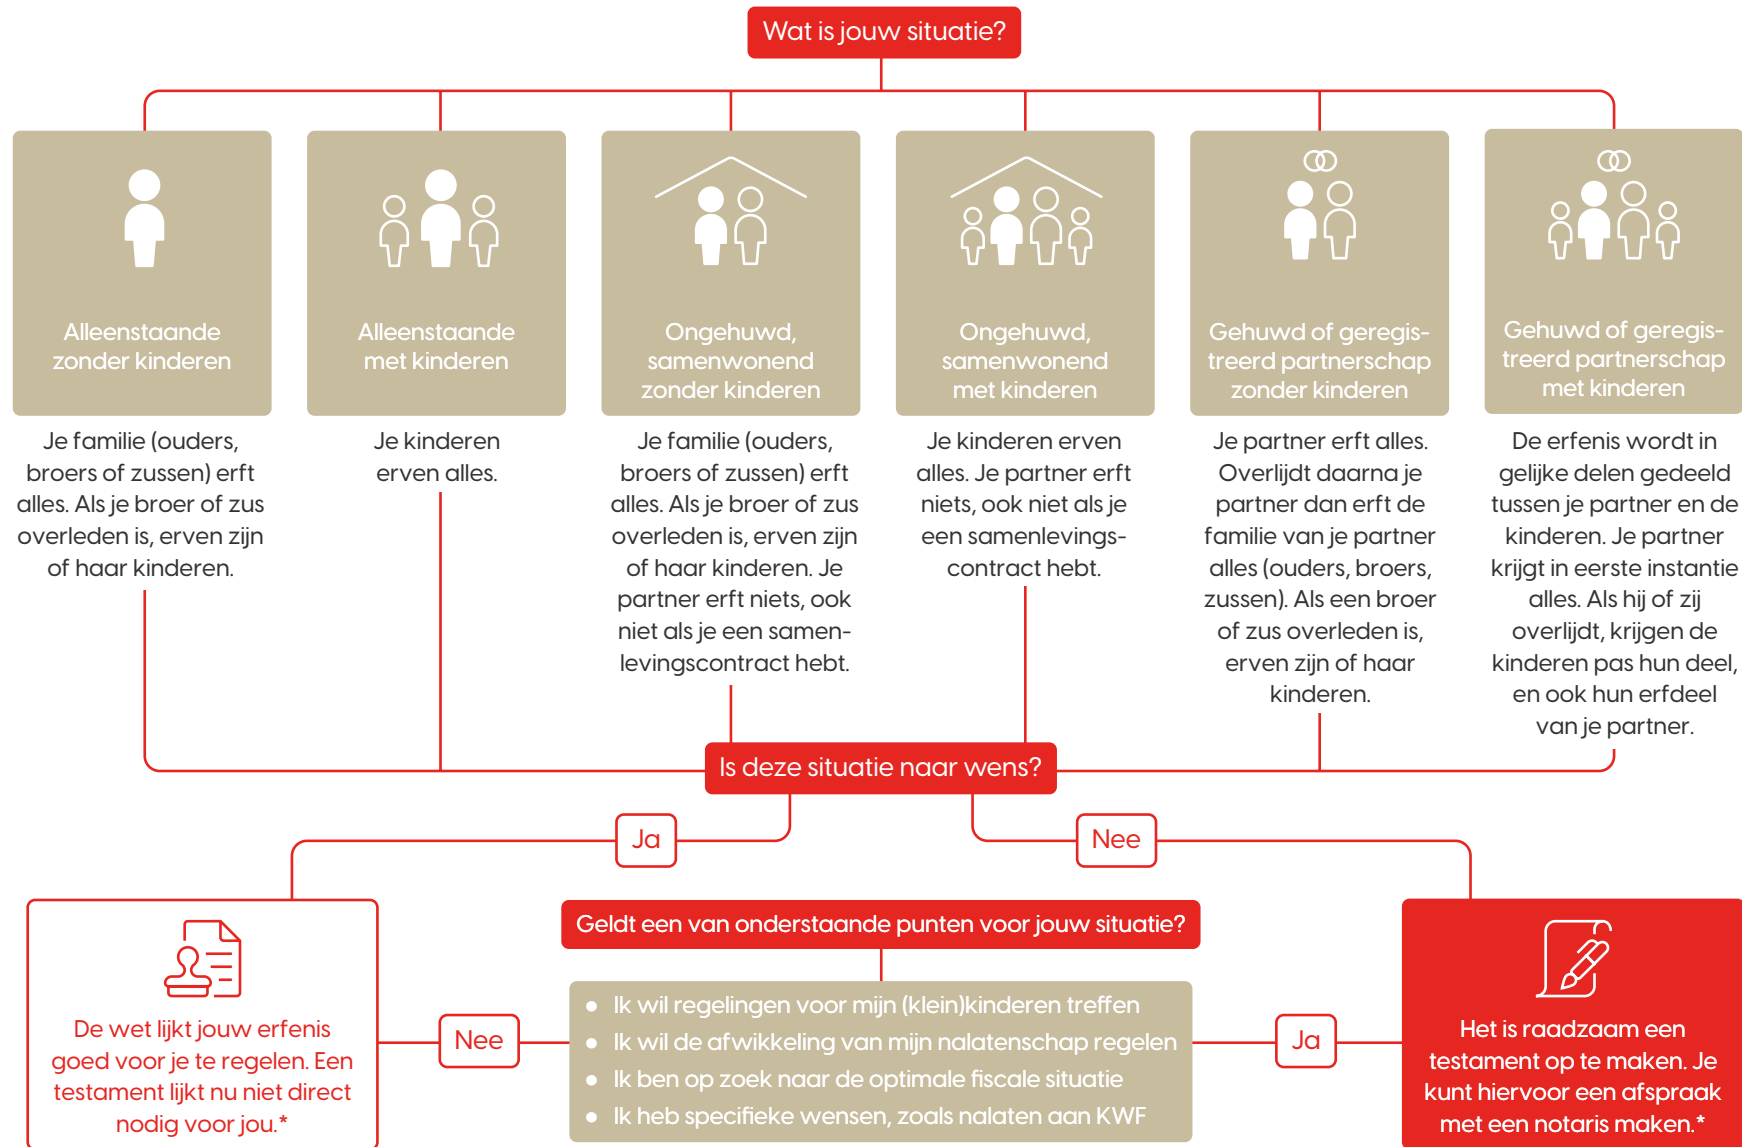 Wat is jouw situatie?
Alleenstaande
zonder kinderen
Je familie (ouders,
broers of zussen) erft
alles. Als je broer of zus
overleden is, erven zijn
of haar kinderen.
Alleenstaande
met kinderen
Je kinderen
erven alles.
Ongehuwd,
samenwonend
zonder kinderen
Je familie (ouders,
broers of zussen) erft
alles. Als je broer of zus
overleden is, erven zijn
of haar kinderen. Je
partner erft niets, ook
niet als je een samen-
levingscontract hebt.
Ongehuwd,
samenwonend
met kinderen
Je kinderen erven
alles. Je partner erft
niets, ook niet als je
een samenlevings-
contract hebt.
Gehuwd of geregis-
treerd partnerschap
zonder kinderen
Je partner erft alles.
Overlijdt daarna je
partner dan erft de
familie van je partner
alles (ouders, broers,
zussen). Als een broer
of zus overleden is,
erven zijn of haar
kinderen.
Gehuwd of geregis-
treerd partnerschap
met kinderen
De erfenis wordt in
gelijke delen gedeeld
tussen je partner en de
kinderen. Je partner
krijgt in eerste instantie
alles. Als hij of zij
overlijdt, krijgen de
kinderen pas hun deel,
en ook hun erfdeel
van je partner.
Is deze situatie naar wens?
Ja
Nee
De wet lijkt jouw erfenis
goed voor je te regelen. Een
testament lijkt nu niet direct
nodig voor jou.*
Nee
Geldt een van onderstaande punten voor jouw situatie?
• Ik wil regelingen voor mijn (klein)kinderen treffen
• Ik wil de afwikkeling van mijn nalatenschap regelen
• Ik ben op zoek naar de optimale fiscale situatie
• Ik heb specifieke wensen, zoals nalaten aan KWF
Ja
Het is raadzaam een
testament op te maken. Je
kunt hiervoor een afspraak
met een notaris maken.*